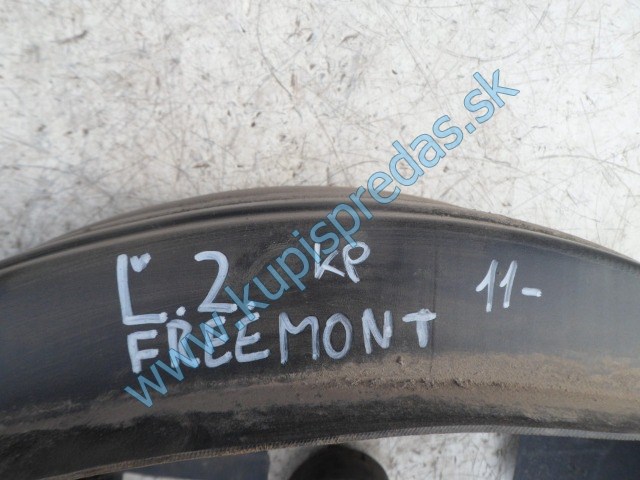 Ľ.2. KP 11-
FREEMONT
www.kupispredas.sk